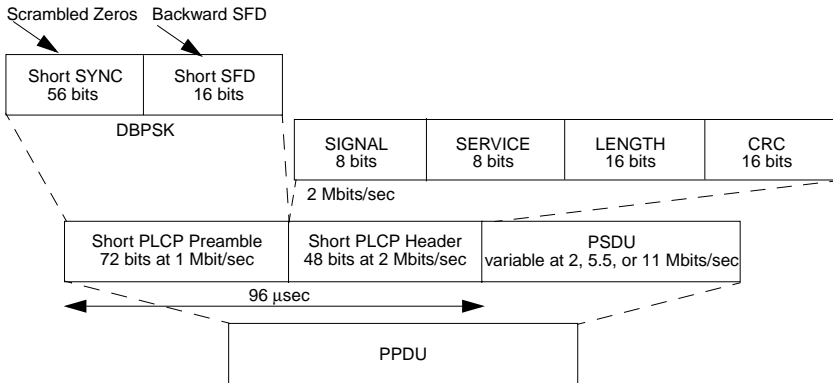 Scrambled Zeros
Backward SFD
Short SYNC
56 bits
Short SFD
16 bits
DBPSK
SIGNAL
8 bits
SERVICE
8 bits
LENGTH
16 bits
CRC
16 bits
2 Mbits/sec
Short PLCP Preamble
72 bits at 1 Mbit/sec
Short PLCP Header
48 bits at 2 Mbits/sec
PSDU
variable at 2, 5.5, or 11 Mbits/sec
96 µsec
PPDU